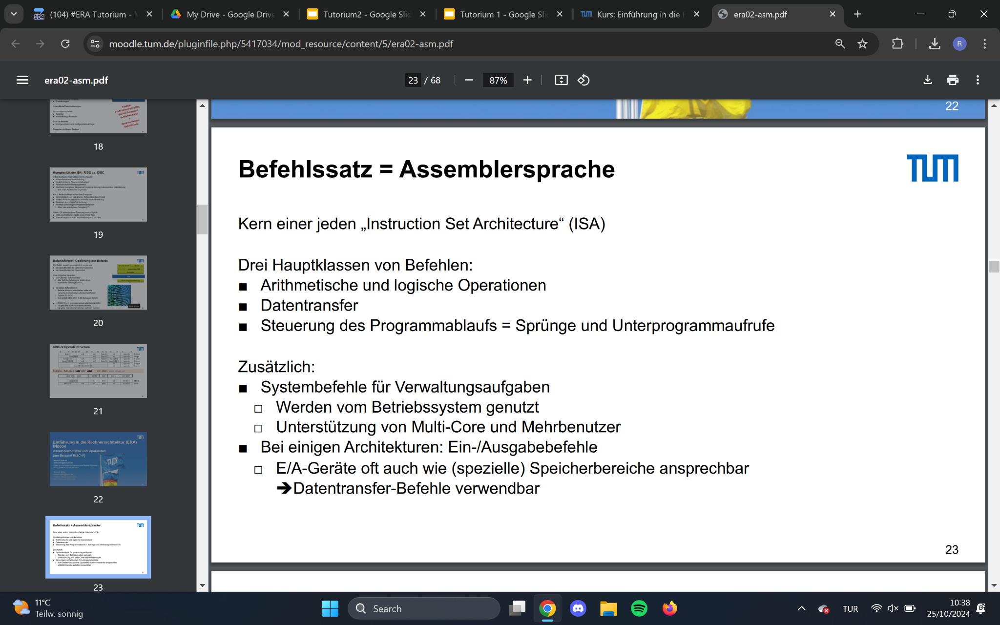 (104) #ERA Tutorium -
My Drive - Google Drive
Tutorium2 - Google Slid
Tutorium 1 - Google Slid
Kurs: Einführung in die
era02-asm.pdf
moodle.tum.de/pluginfile.php/5417034/mod_resource/content/5/era02-asm.pdf
R
era02-asm.pdf
23 / 68
87%
18
Komplexität der ISA: RISC vs. CISC
19
Befehlsformat: Codierung der Befehle
20
RISC-V Opcode Structure
21
Einführung in die Rechnerarchitektur (ERA)
IN0004
Assemblerbefehle und Operanden
(am Beispiel RISC-V)
22
Befehlssatz = Assemblersprache
23
22
Befehlssatz = Assemblersprache
TUM
Kern einer jeden „Instruction Set Architecture“ (ISA)
Drei Hauptklassen von Befehlen:
■ Arithmetische und logische Operationen
■ Datentransfer
■ Steuerung des Programmablaufs = Sprünge und Unterprogrammaufrufe
Zusätzlich:
■ Systembefehle für Verwaltungsaufgaben
□ Werden vom Betriebssystem genutzt
□ Unterstützung von Multi-Core und Mehrbenutzer
■ Bei einigen Architekturen: Ein-/Ausgabebefehle
□ E/A-Geräte oft auch wie (spezielle) Speicherbereiche ansprechbar
➔Datentransfer-Befehle verwendbar
23
11°C
Teilw. sonnig
Search
TUR
10:38
25/10/2024